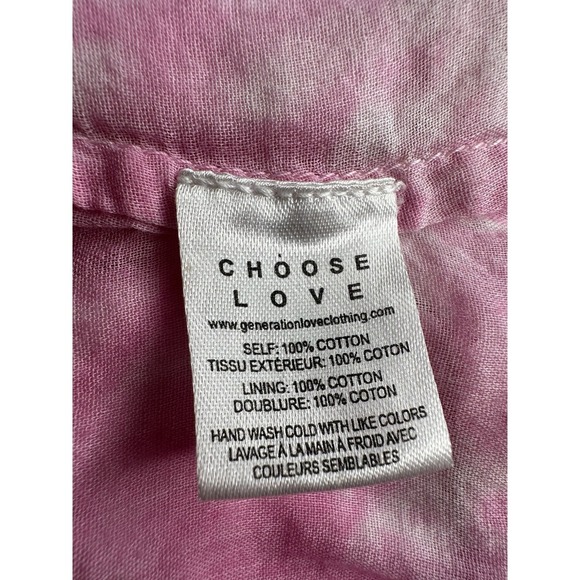 CHOOSE
LOVE
www.generationloveclothing.com
SELF: 100% COTTON
TISSU EXTÉRIEUR: 100% COTON
LINING: 100% COTTON
DOUBLURE: 100% COTON
HAND WASH COLD WITH LIKE COLORS
LAVAGE À LA MAIN À FROID AVEC
COULEURS SEMBLABLES